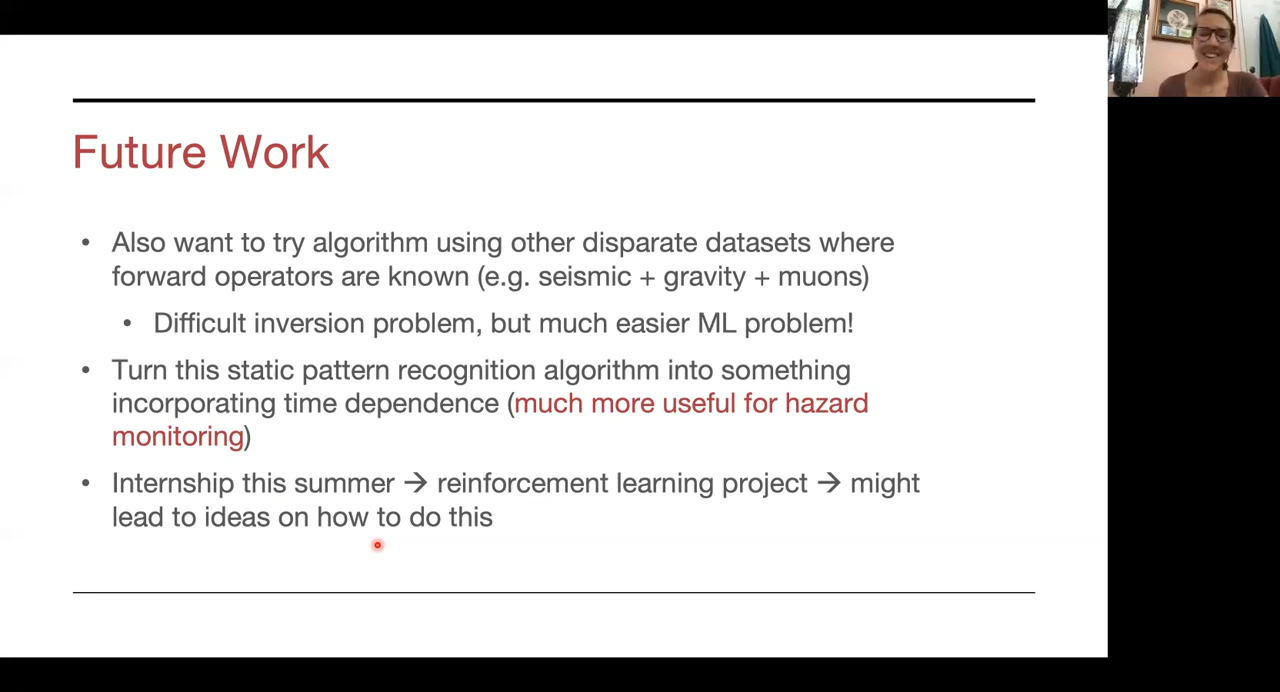 Future Work
• Also want to try algorithm using other disparate datasets where
forward operators are known (e.g. seismic + gravity + muons)
• Difficult inversion problem, but much easier ML problem!
• Turn this static pattern recognition algorithm into something
incorporating time dependence (much more useful for hazard
monitoring)
• Internship this summer → reinforcement learning project → might
lead to ideas on how to do this